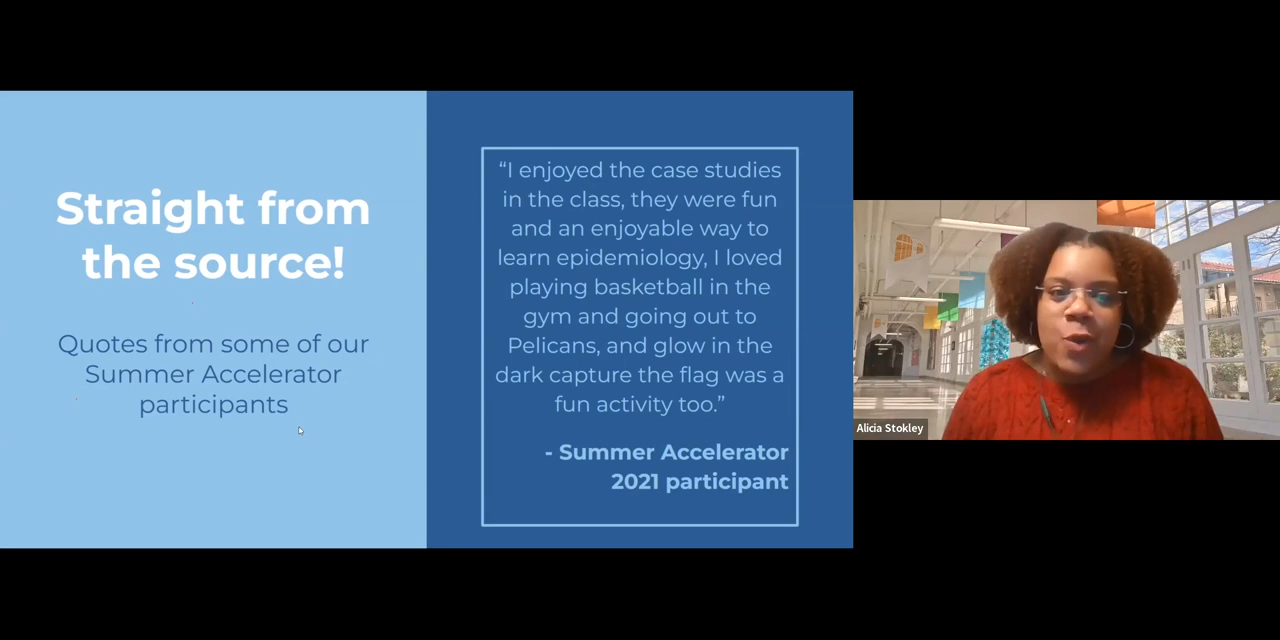 Straight from
the source!
Quotes from some of our
Summer Accelerator
participants
“I enjoyed the case studies
in the class, they were fun
and an enjoyable way to
learn epidemiology, I loved
playing basketball in the
gym and going out to
Pelicans, and glow in the
dark capture the flag was a
fun activity too.”
- Summer Accelerator
2021 participant
Alicia Stokley